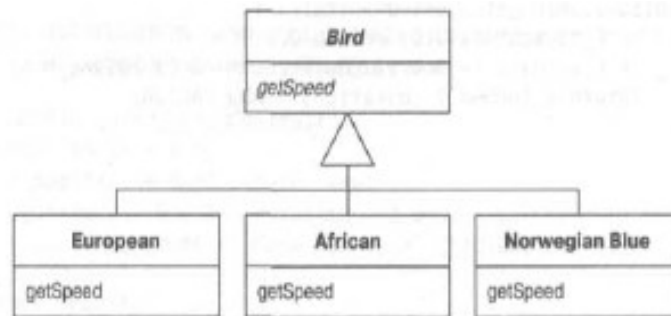 Bird
getSpeed
European
African
Norwegian Blue
getSpeed
getSpeed
getSpeed